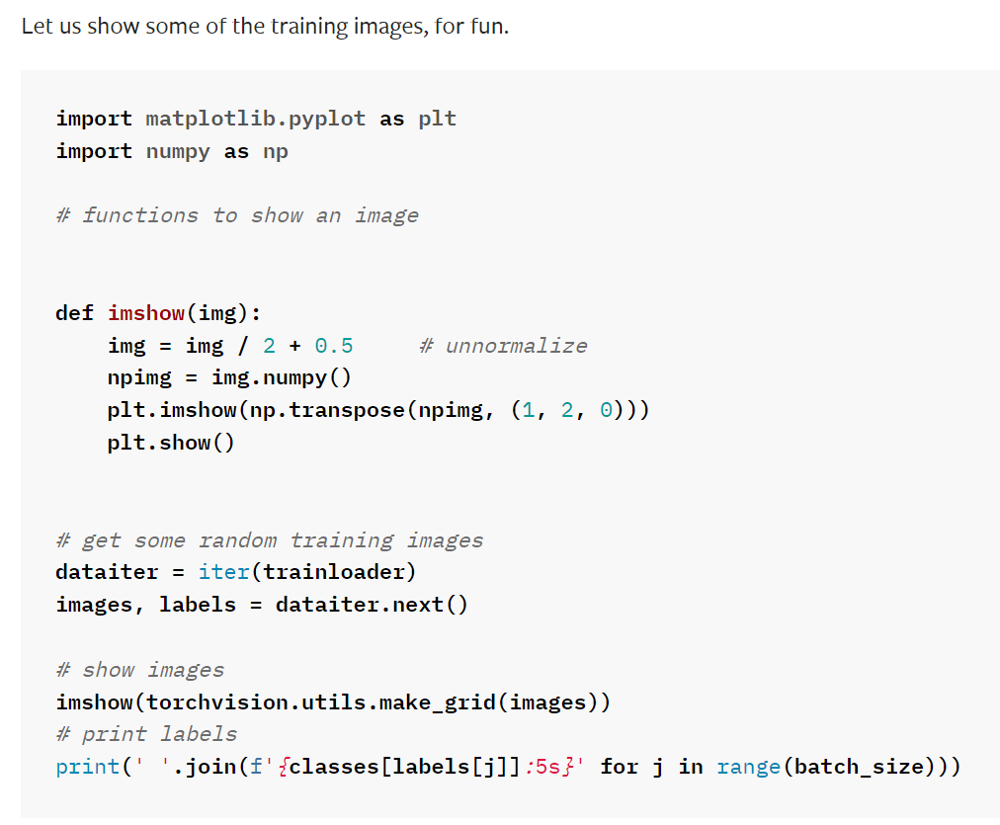 Let us show some of the training images, for fun.
import matplotlib.pyplot as plt
import numpy as np
# functions to show an image
def imshow(img):
    img = img / 2 + 0.5     # unnormalize
    npimg = img.numpy()
    plt.imshow(np.transpose(npimg, (1, 2, 0)))
    plt.show()
# get some random training images
dataiter = iter(trainloader)
images, labels = dataiter.next()
# show images
imshow(torchvision.utils.make_grid(images))
# print labels
print(' '.join(f'{classes[labels[j]]:5s}' for j in range(batch_size)))